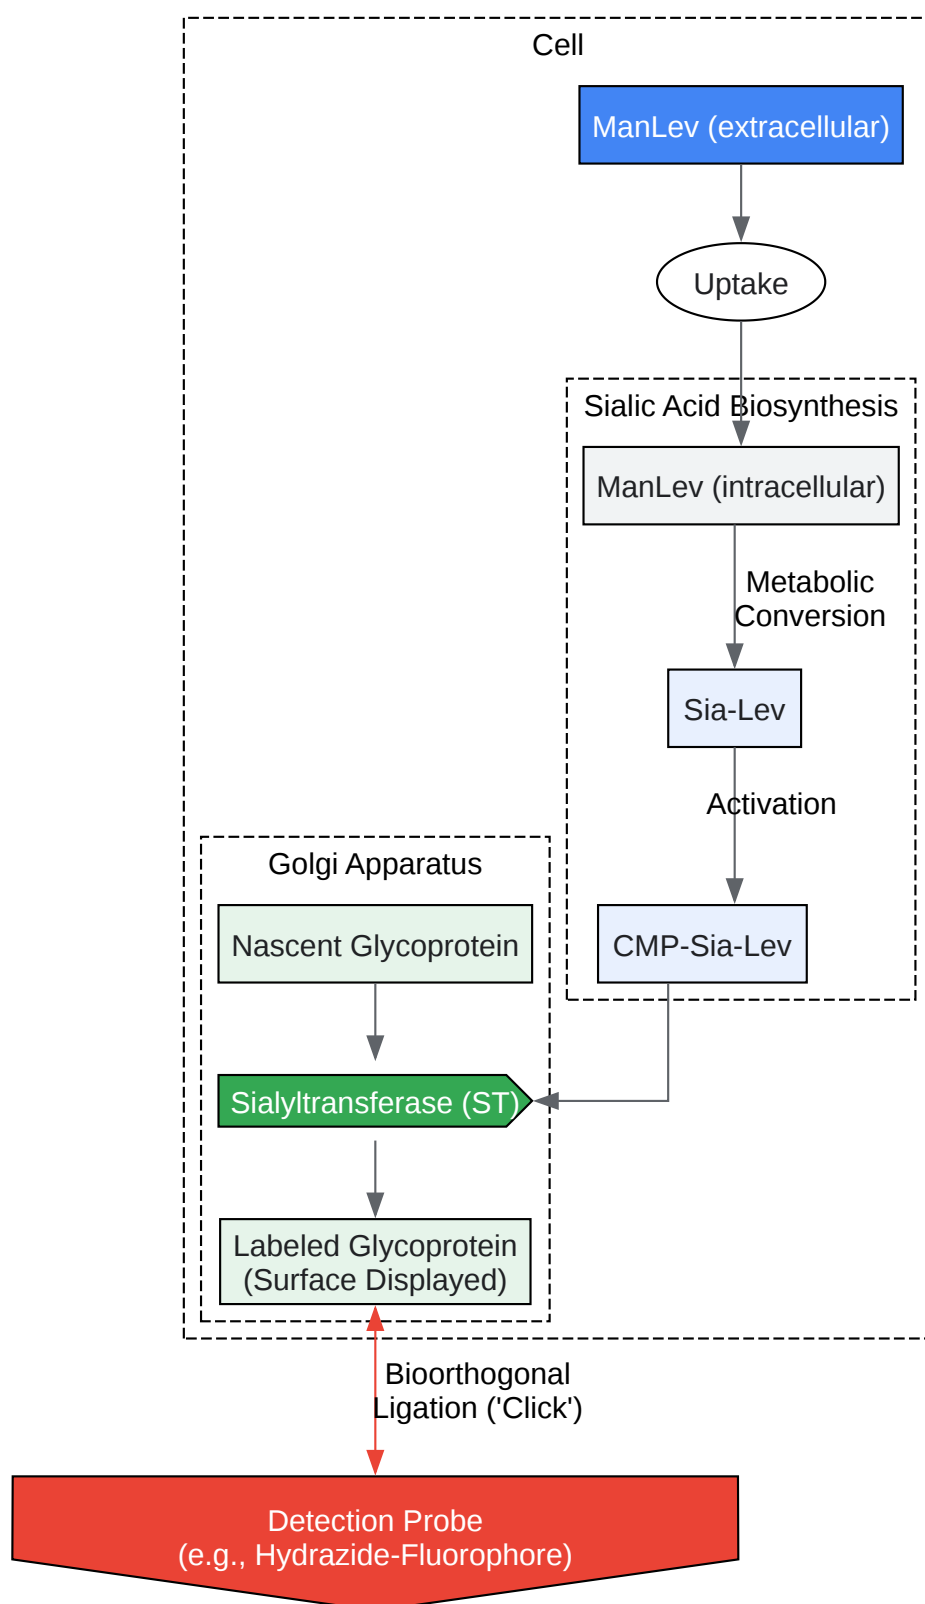 Cell
ManLev (extracellular)
Uptake
Sialic Acid Biosynthesis
ManLev (intracellular)
Metabolic
Conversion
Sia-Lev
Activation
CMP-Sia-Lev
Golgi Apparatus
Nascent Glycoprotein
Sialyltransferase (ST)
Labeled Glycoprotein
(Surface Displayed)
Bioorthogonal
Ligation ('Click')
Detection Probe
(e.g., Hydrazide-Fluorophore)